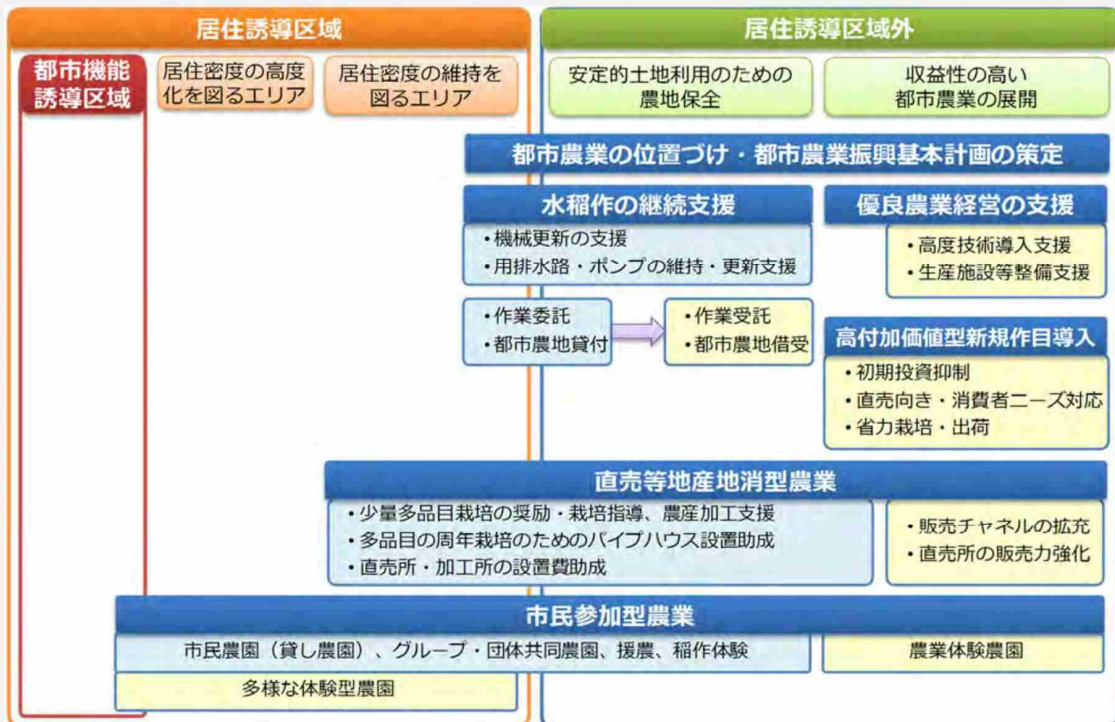 居住誘導区域
居住誘導区域外
都市機能
誘導区域
居住密度の高度
化を図るエリア
居住密度の維持を
図るエリア
安定的土地利用のための
農地保全
収益性の高い
都市農業の展開
都市農業の位置づけ・都市農業振興基本計画の策定
水稲作の継続支援
・機械更新の支援
・用排水路・ポンプの維持・更新支援
優良農業経営の支援
・高度技術導入支援
・生産施設等整備支援
・作業委託
・都市農地貸付
・作業受託
・都市農地借受
高付加価値型新規作目導入
・初期投資抑制
・直売向き・消費者ニーズ対応
・省力栽培・出荷
直売等地産地消型農業
・少量多品目栽培の奨励・栽培指導、農産加工支援
・多品目の周年栽培のためのパイプハウス設置助成
・直売所・加工所の設置費助成
・販売チャネルの拡充
・直売所の販売力強化
市民参加型農業
市民農園（貸し農園）、グループ・団体共同農園、援農、稲作体験
農業体験農園
多様な体験型農園